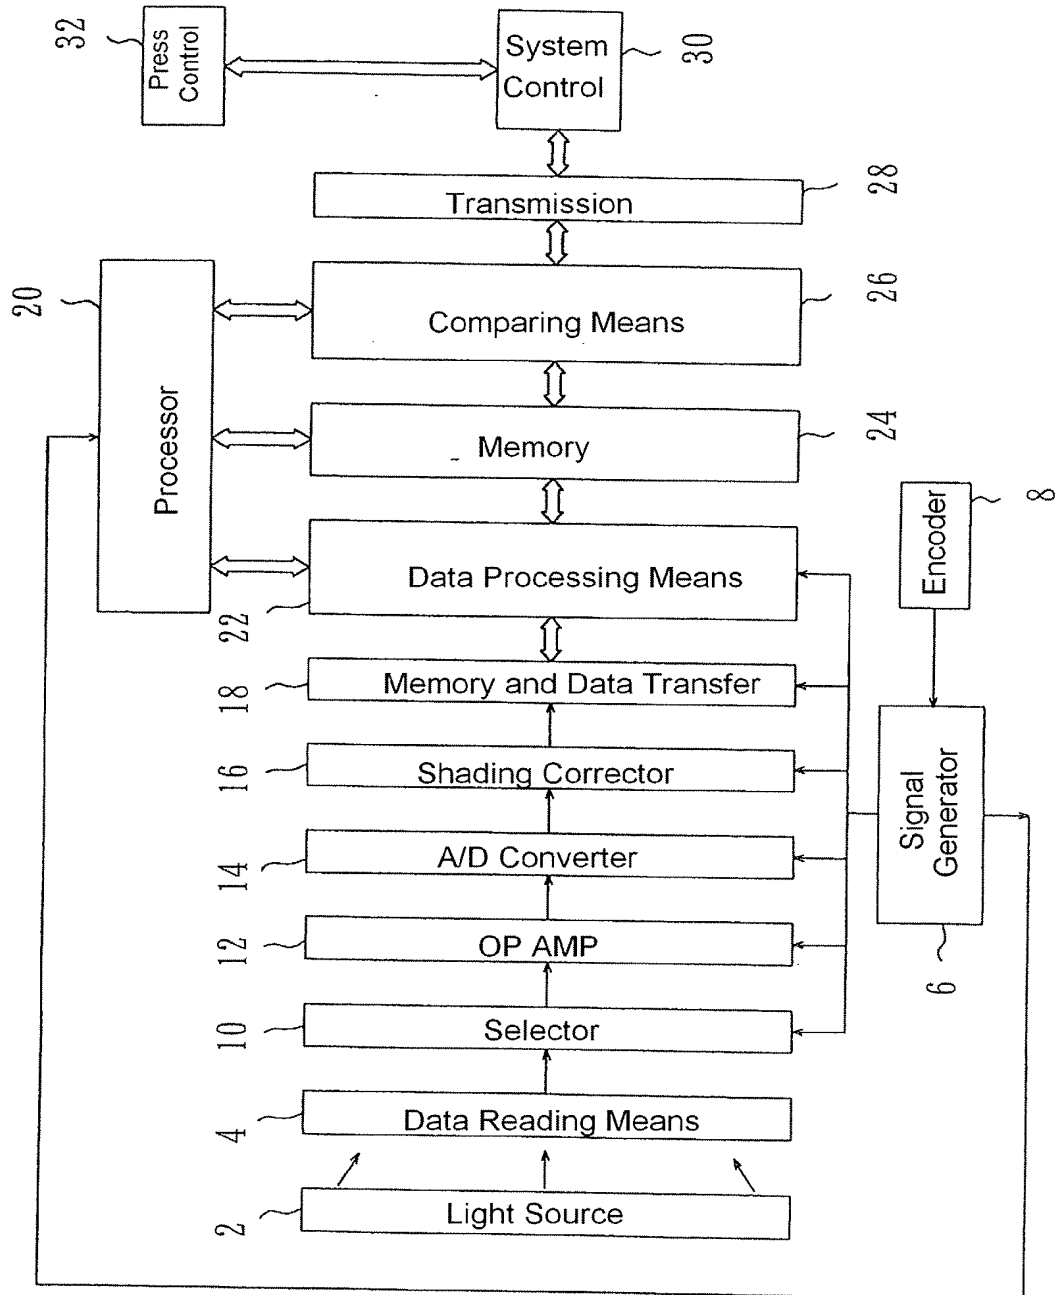 32
Press
Control
System
Control
30
Transmission
28
20
Processor
Comparing Means
26
Memory
24
Encoder
8
Data Processing Means
22
18
Memory and Data Transfer
16
Shading Corrector
Signal
Generator
6
14
A/D Converter
12
OP AMP
10
Selector
4
Data Reading Means
2
Light Source